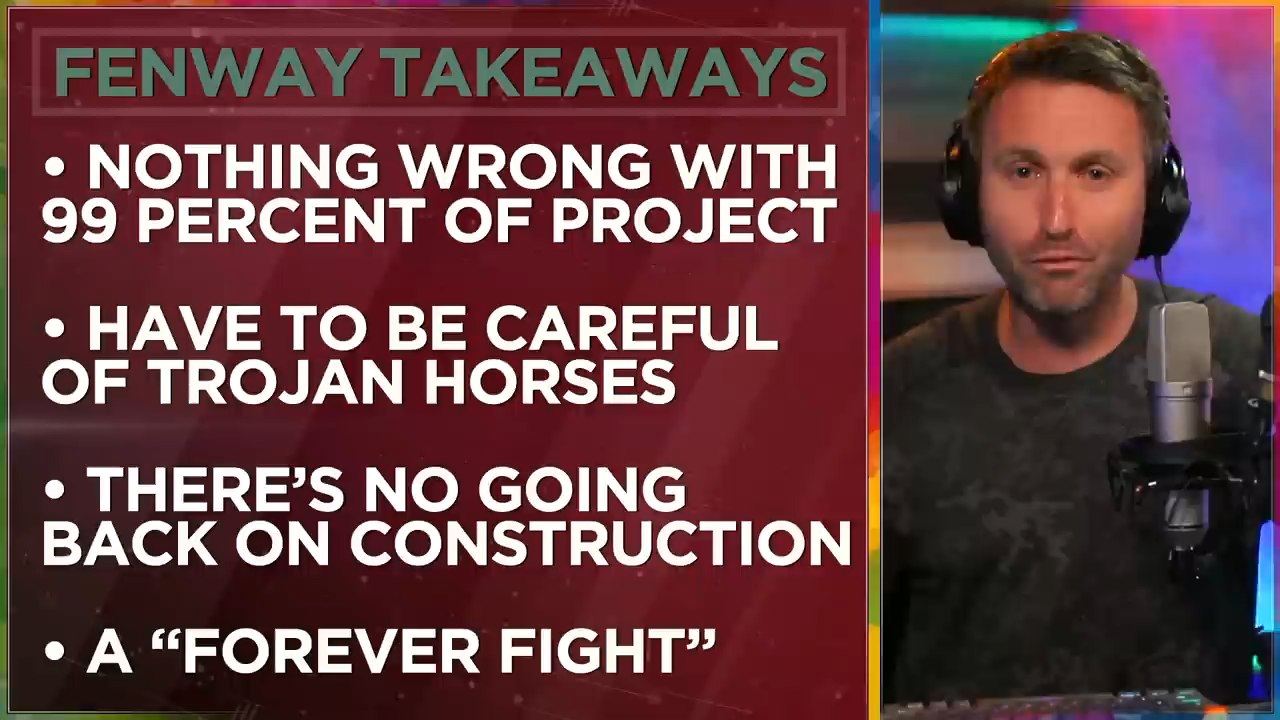 FENWAY TAKEAWAYS
• NOTHING WRONG WITH
99 PERCENT OF PROJECT
• HAVE TO BE CAREFUL
OF TROJAN HORSES
• THERE’S NO GOING
BACK ON CONSTRUCTION
• A “FOREVER FIGHT”